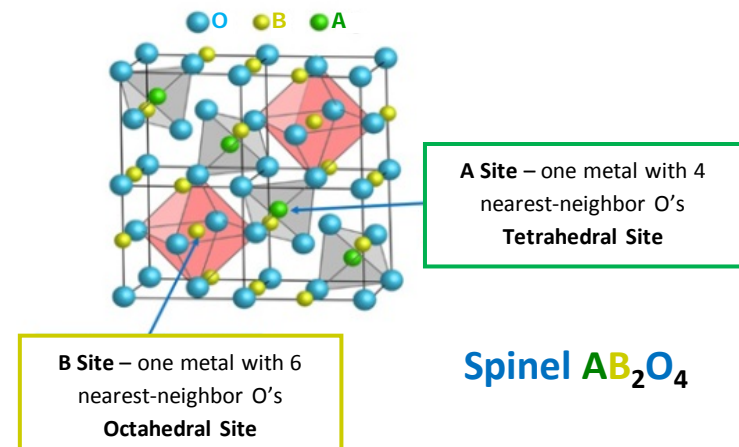 O B A
A Site – one metal with 4
nearest-neighbor O's
Tetrahedral Site
B Site – one metal with 6
nearest-neighbor O's
Octahedral Site
Spinel AB₂O₄